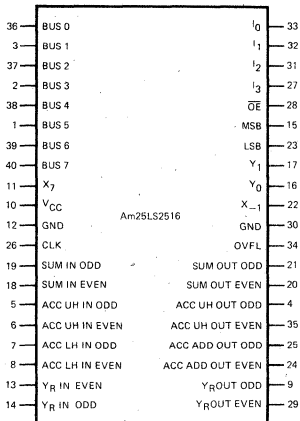 36 BUS 0 I0 33
3 BUS 1 I1 32
37 BUS 2 I2 31
2 BUS 3 I3 27
38 BUS 4 OE 28
1 BUS 5 MSB 15
39 BUS 6 LSB 23
40 BUS 7 Y1 17
11 X7 Y0 16
10 VCC X−1 22
Am25LS2516
12 GND GND 30
26 CLK OVFL 34
19 SUM IN ODD SUM OUT ODD 21
18 SUM IN EVEN SUM OUT EVEN 20
5 ACC UH IN ODD ACC UH OUT ODD 4
6 ACC UH IN EVEN ACC UH OUT EVEN 35
7 ACC LH IN ODD ACC ADD OUT ODD 25
8 ACC LH IN EVEN ACC ADD OUT EVEN 24
13 YR IN EVEN YROUT ODD 9
14 YR IN ODD YROUT EVEN 29